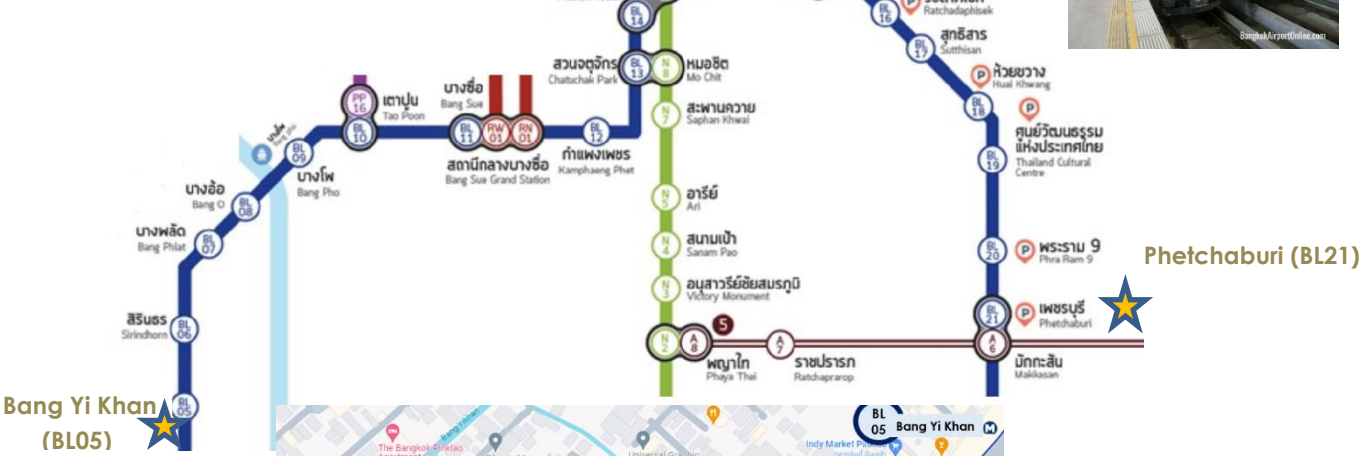 BL
14
BL
16
Ratchadaphisek
BangkokAirportOnline.com
สุทธิสาร
Sutthisan
BL
17
สวนจตุจักร
Chatuchak Park
BL
13
N
8
หมอชิต
Mo Chit
ห้วยขวาง
Huai Khwang
BL
18
PP
16
เตาปูน
Tao Poon
BL
10
บางซื่อ
Bang Sue
BL
11
RW
01
RN
01
สถานีกลางบางซื่อ
Bang Sue Grand Station
BL
12
กำแพงเพชร
Kamphaeng Phet
N
7
สะพานควาย
Saphan Khwai
ศูนย์วัฒนธรรม
แห่งประเทศไทย
Thailand Cultural
Centre
BL
19
บางโพ
BL
09
บางโพ
Bang Pho
บางอ้อ
Bang O
BL
08
N
5
อารีย์
Ari
บางพลัด
Bang Phlat
BL
07
N
4
สนามเป้า
Sanam Pao
BL
20
พระราม 9
Phra Ram 9
Phetchaburi (BL21)
N
3
อนุสาวรีย์ชัยสมรภูมิ
Victory Monument
สิรินธร
Sirindhorn
BL
06
BL
21
เพชรบุรี
Phetchaburi
5
N
2
A
8
พญาไท
Phaya Thai
A
7
ราชปรารภ
Ratchaprarop
A
6
มักกะสัน
Makkasan
Bang Yi Khan
(BL05)
BL
05
BL
05
Bang Yi Khan
The Bangkok Pinklao
Indy Market